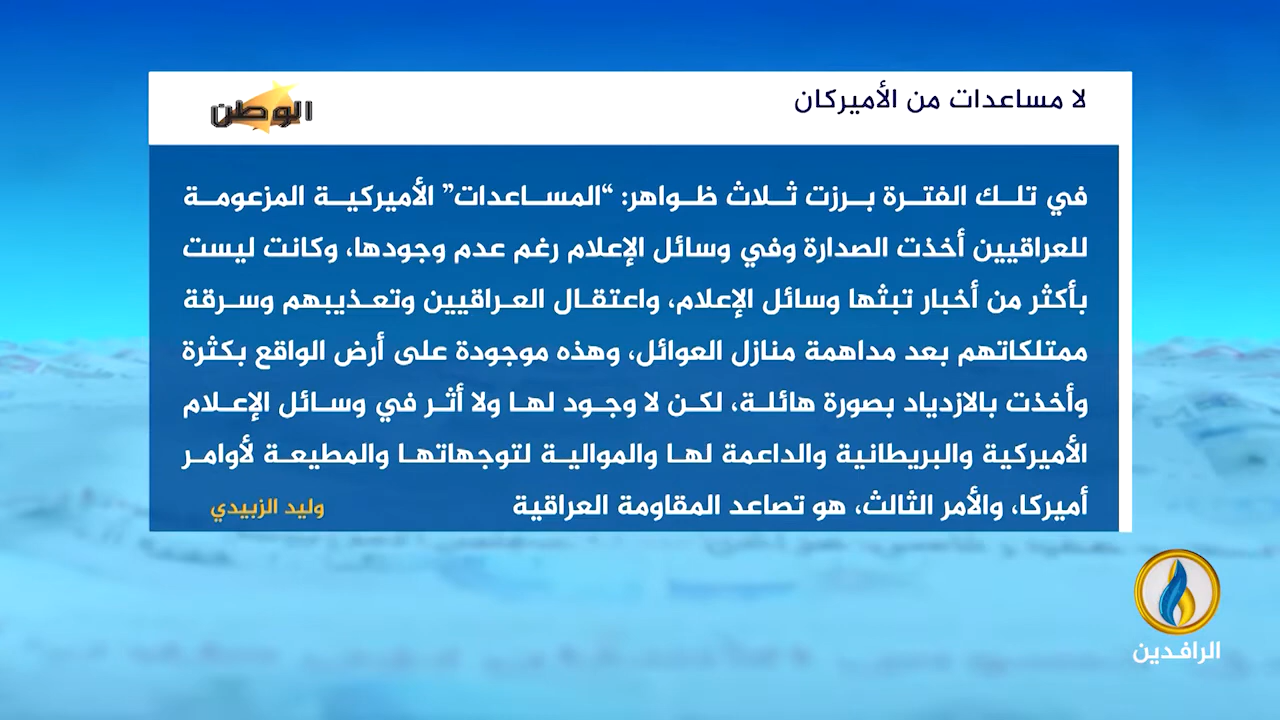 لا مساعدات من الأميركان
الوطن
في تلك الفترة برزت ثلاث ظواهر: “المساعدات” الأميركية المزعومة
للعراقيين أخذت الصدارة وفي وسائل الإعلام رغم عدم وجودها، وكانت ليست
بأكثر من أخبار تبثها وسائل الإعلام، واعتقال العراقيين وتعذيبهم وسرقة
ممتلكاتهم بعد مداهمة منازل العوائل، وهذه موجودة على أرض الواقع بكثرة
وأخذت بالازدياد بصورة هائلة، لكن لا وجود لها ولا أثر في وسائل الإعلام
الأميركية والبريطانية والداعمة لها والموالية لتوجهاتها والمطيعة لأوامر
أميركا، والأمر الثالث، هو تصاعد المقاومة العراقية
وليد الزبيدي
الرافدين